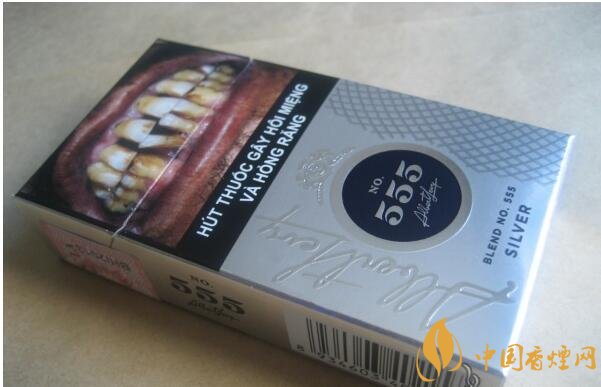 HÚT THUỐC GÂY HÔI MIỆNG
VÀ HỎNG RĂNG
NO.
555
BLEND NO. 555
SILVER
NO.
555
中国香烟网